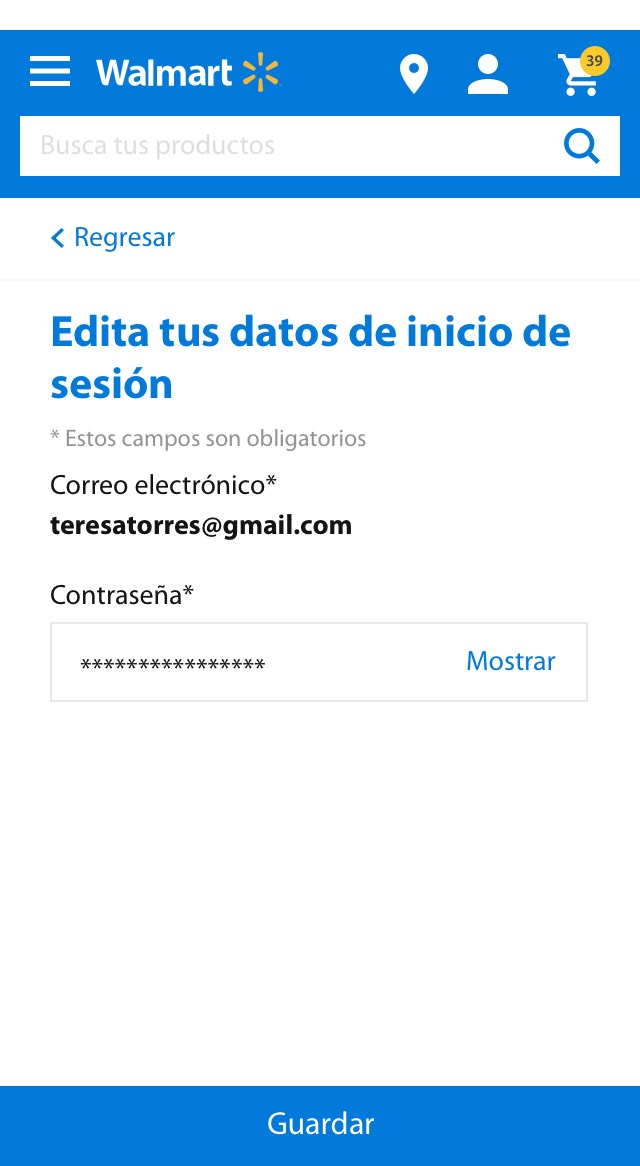 Walmart
39
Busca tus productos
Regresar
Edita tus datos de inicio de
sesión
* Estos campos son obligatorios
Correo electrónico*
teresatorres@gmail.com
Contraseña*
**************** Mostrar
Guardar